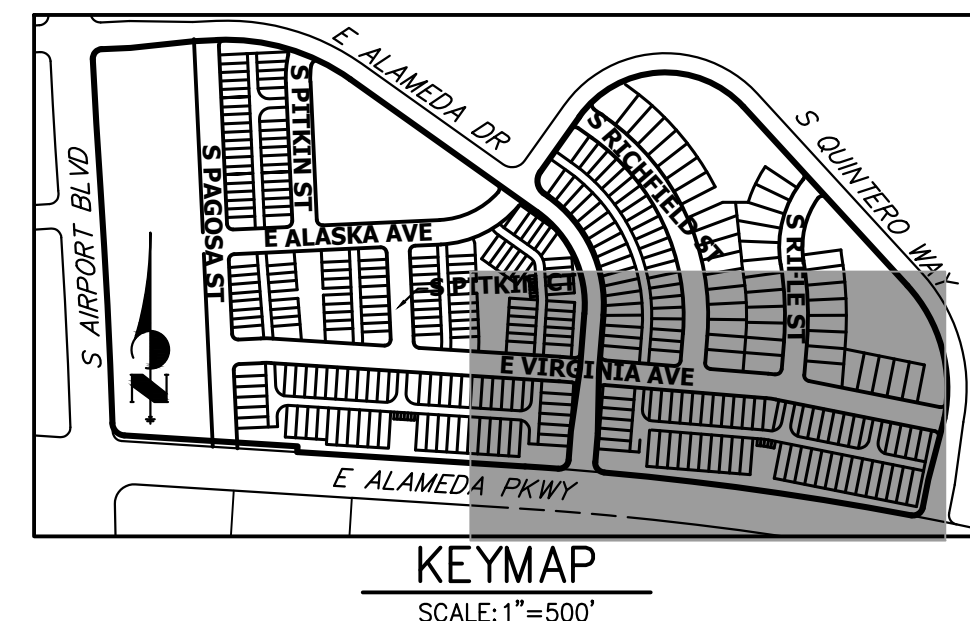 E ALAMEDA DR
S QUINTERO WAY
S PITKIN ST
S RICHFIELD ST
S AIRPORT BLVD
S PAGOSA ST
E ALASKA AVE
S RIFLE ST
S PITKIN CT
N
E VIRGINIA AVE
E ALAMEDA PKWY
KEYMAP
SCALE: 1"=500'